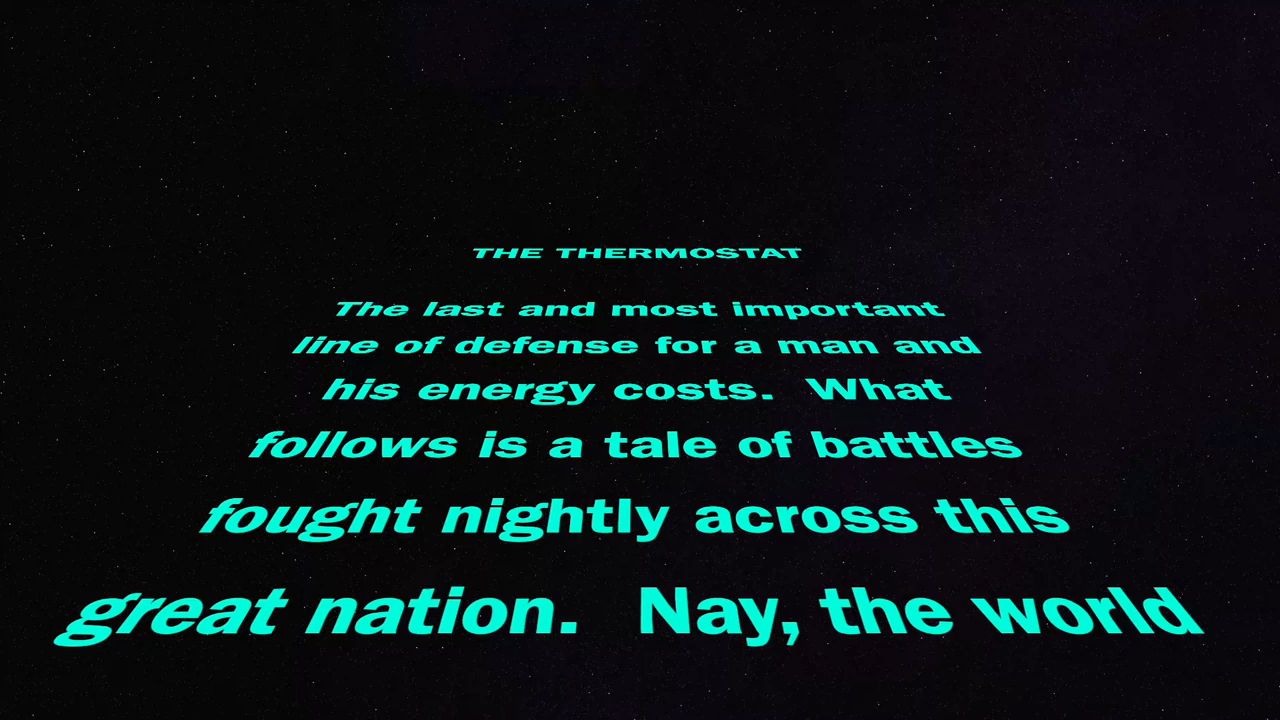 THE THERMOSTAT
The last and most important
line of defense for a man and
his energy costs.  What
follows is a tale of battles
fought nightly across this
great nation.  Nay, the world